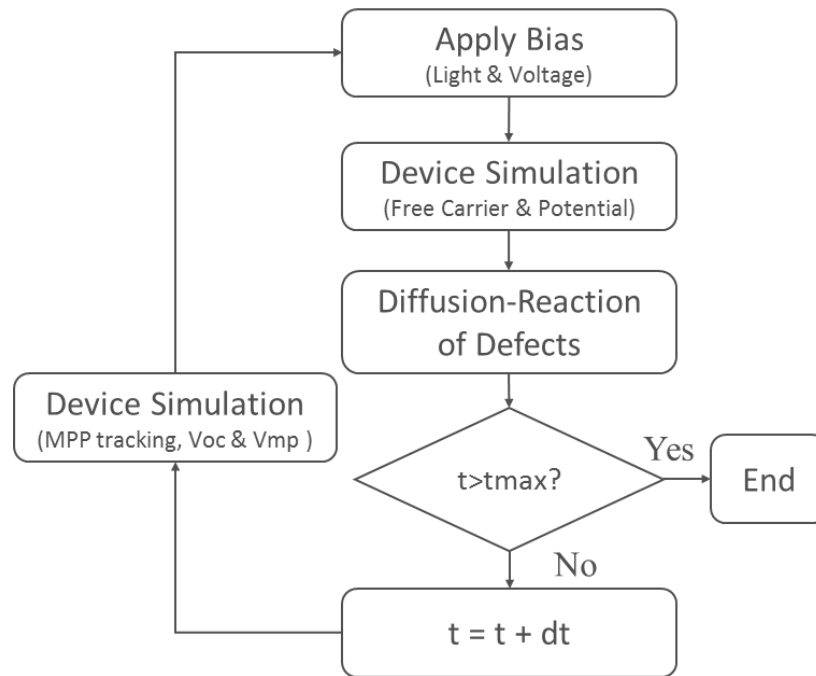 Apply Bias
(Light & Voltage)
Device Simulation
(Free Carrier & Potential)
Diffusion-Reaction
of Defects
Device Simulation
(MPP tracking, Voc & Vmp )
t>tmax?
Yes
End
No
t = t + dt